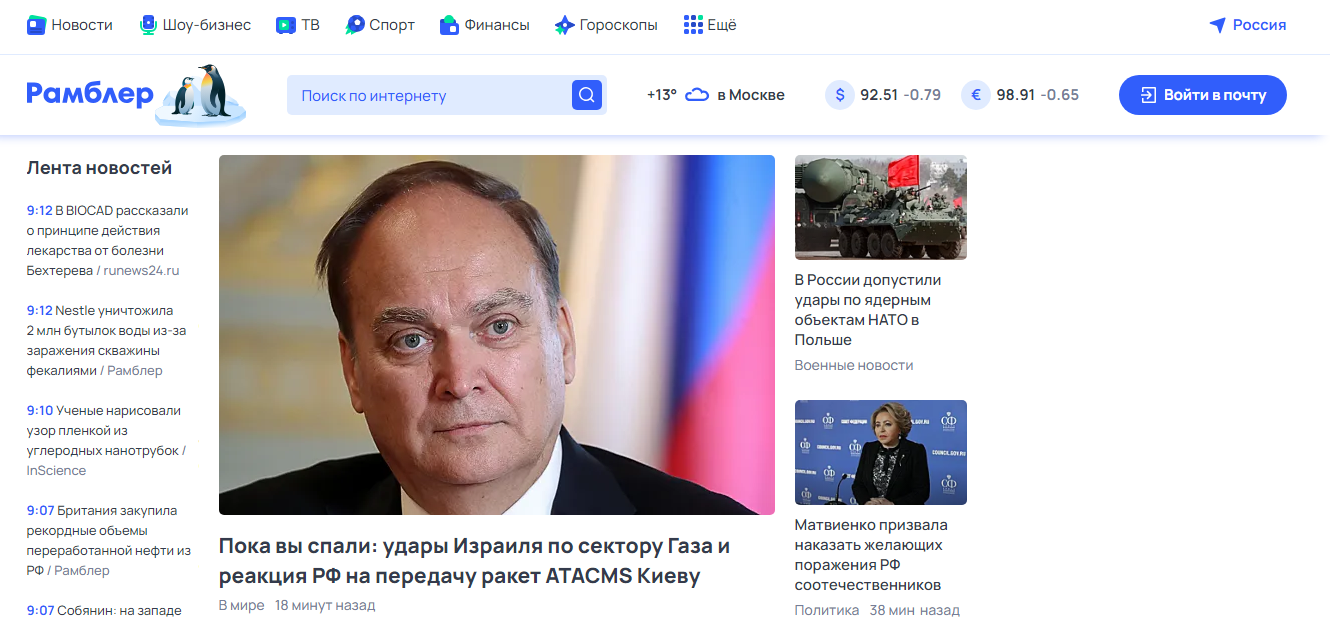 Новости Шоу-бизнес ТВ Спорт Финансы Гороскопы Ещё Россия
Рамблер Поиск по интернету +13° в Москве $ 92.51 -0.79 € 98.91 -0.65 Войти в почту
Лента новостей
9:12 В BIOCAD рассказали
о принципе действия
лекарства от болезни
Бехтерева / runews24.ru
9:12 Nestle уничтожила
2 млн бутылок воды из-за
заражения скважины
фекалиями / Рамблер
9:10 Ученые нарисовали
узор пленкой из
углеродных нанотрубок /
InScience
9:07 Британия закупила
рекордные объемы
переработанной нефти из
РФ / Рамблер
9:07 Собянин: на западе
Пока вы спали: удары Израиля по сектору Газа и
реакция РФ на передачу ракет ATACMS Киеву
В мире 18 минут назад
В России допустили
удары по ядерным
объектам НАТО в
Польше
Военные новости
COUNCIL.GOV.RU
СФ
Матвиенко призвала
наказать желающих
поражения РФ
соотечественников
Политика 38 мин назад